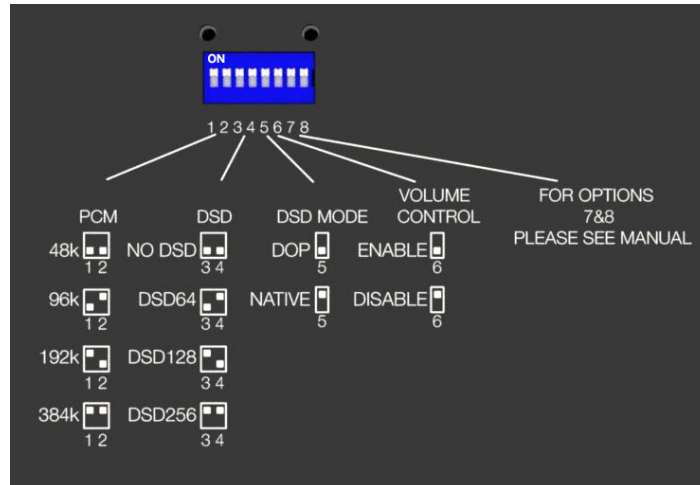 ON
1 2 3 4 5 6 7 8
PCM
48k
1 2
96k
1 2
192k
1 2
384k
1 2
DSD
NO DSD
3 4
DSD64
3 4
DSD128
3 4
DSD256
3 4
DSD MODE
DOP
5
NATIVE
5
VOLUME
CONTROL
ENABLE
6
DISABLE
6
FOR OPTIONS
7&8
PLEASE SEE MANUAL